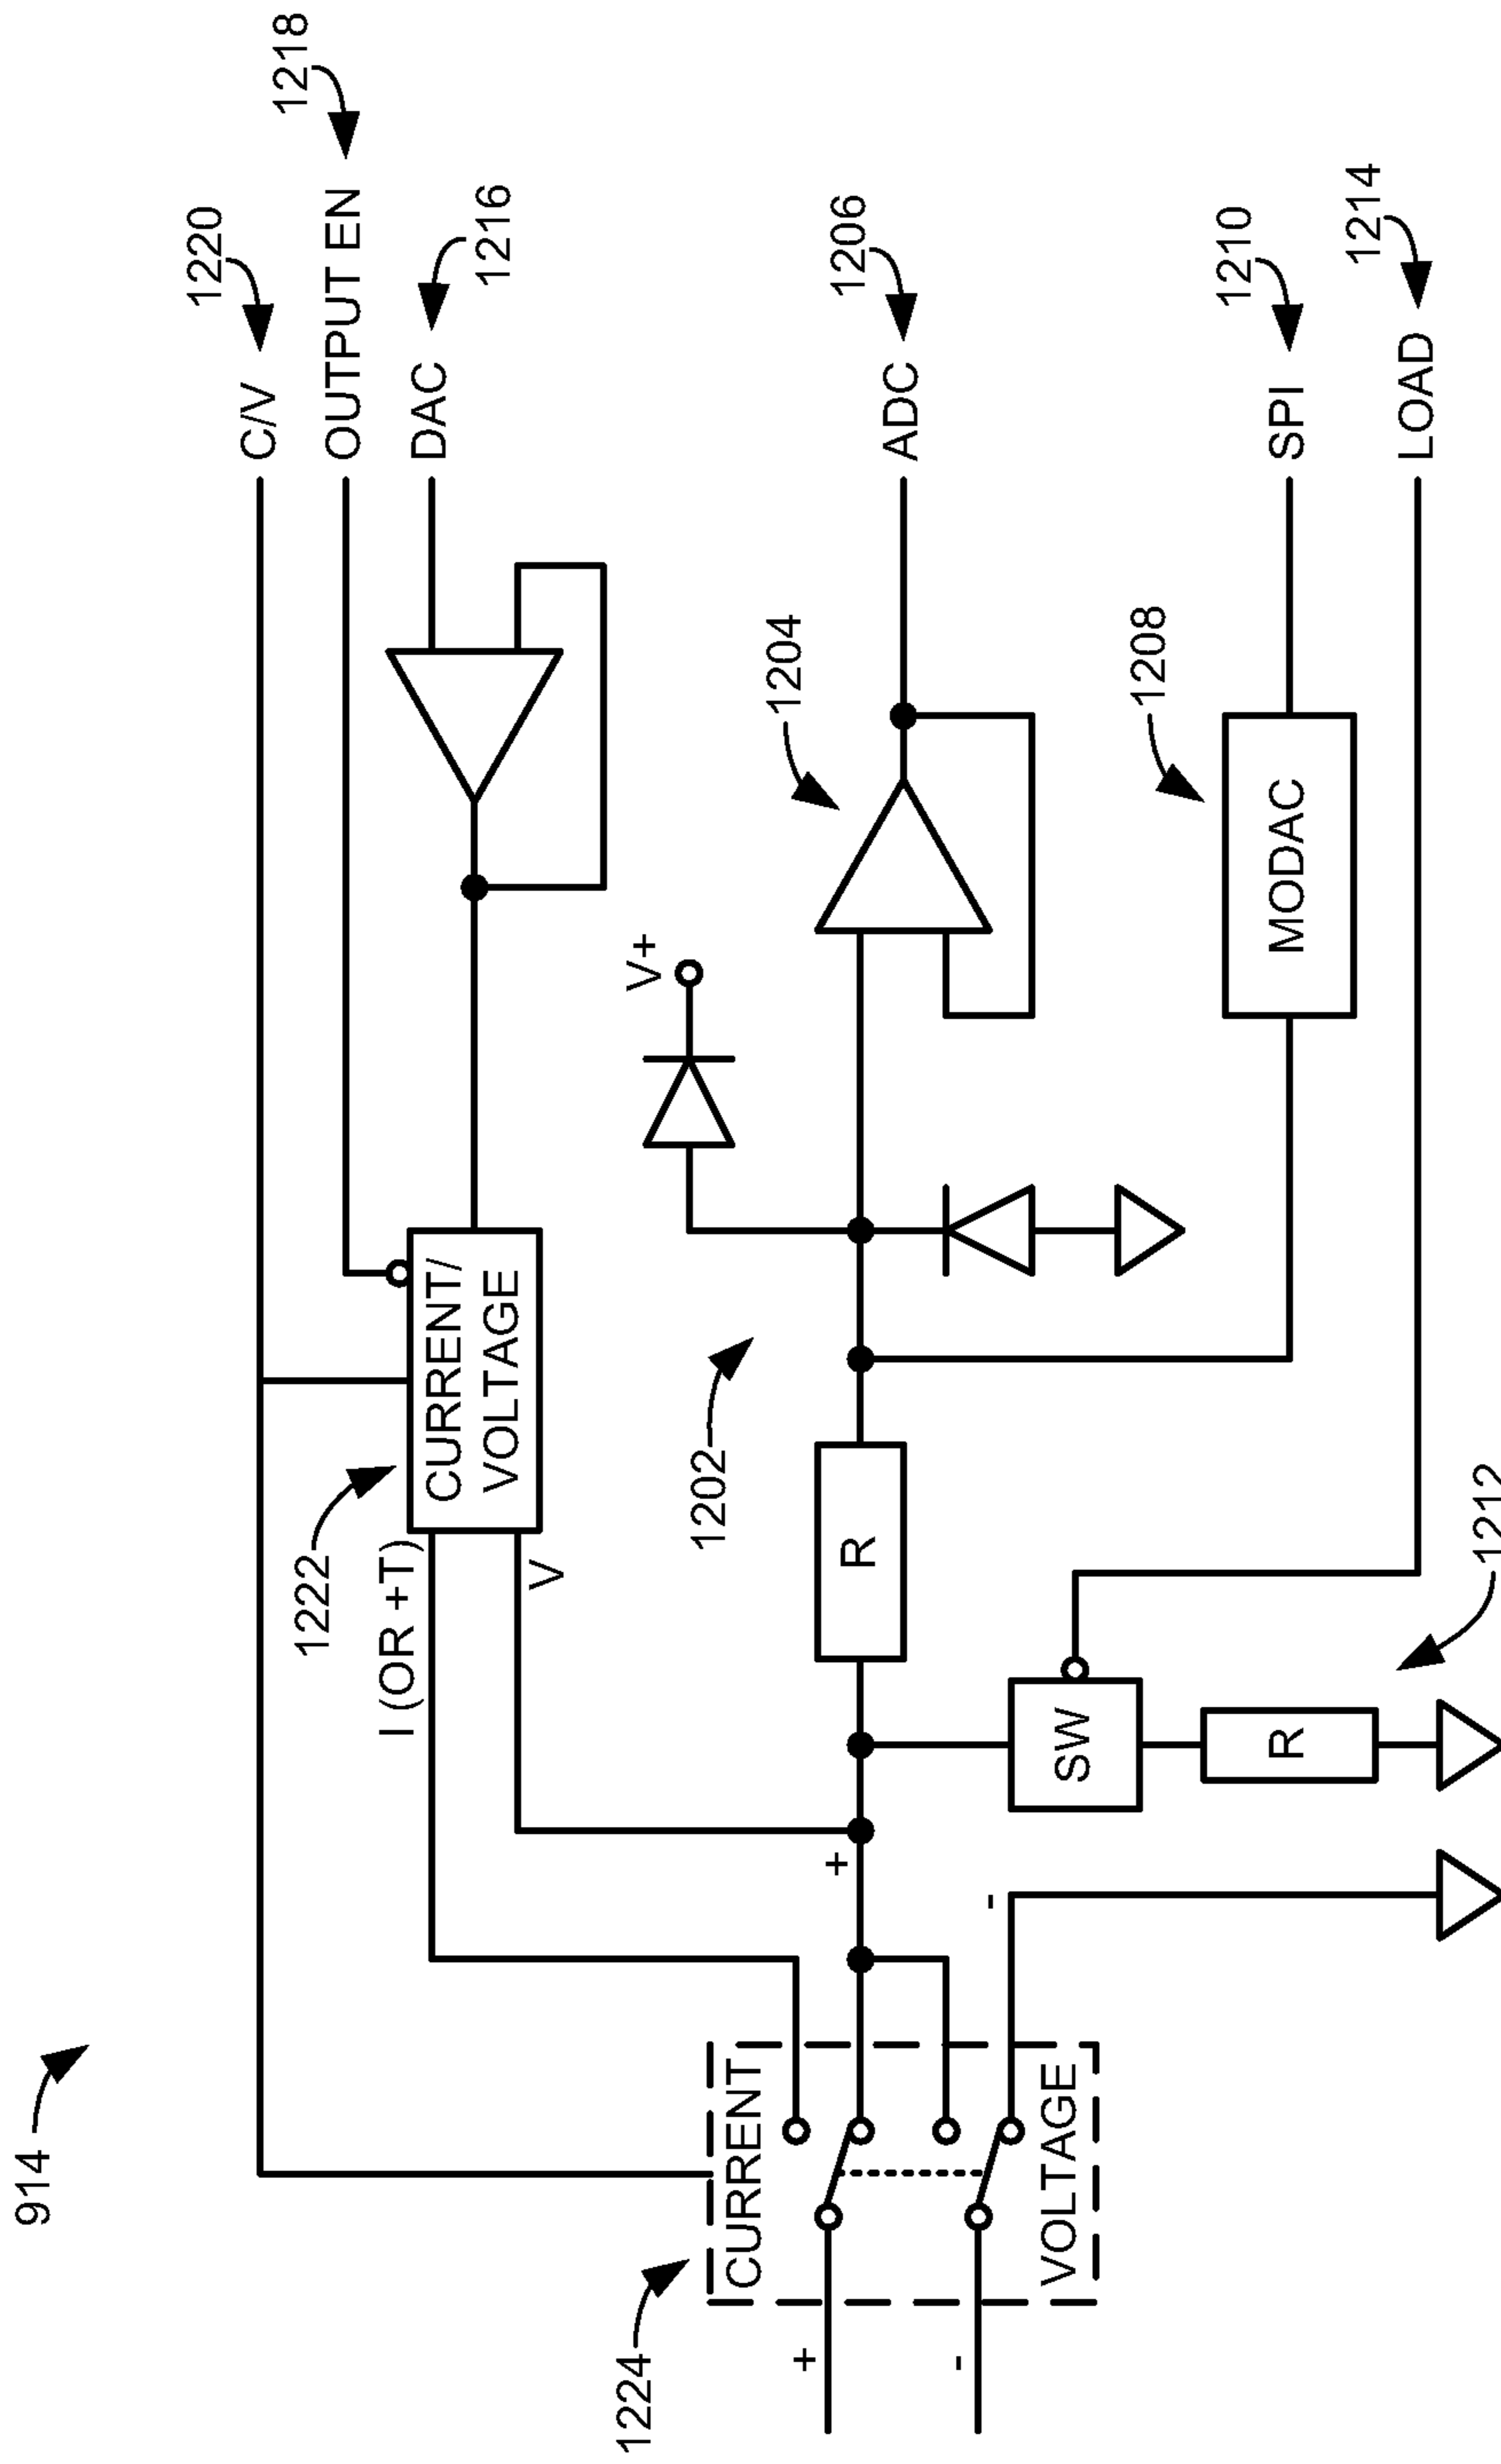 914
1220
C/V
1218
OUTPUT EN
DAC
1216
1222
CURRENT/
VOLTAGE
I (OR +T)
V
V+
1202
1204
ADC
1206
R
1208
MODAC
SPI
1210
LOAD
1214
SW
R
1212
+
-
1224
CURRENT
VOLTAGE
+
-